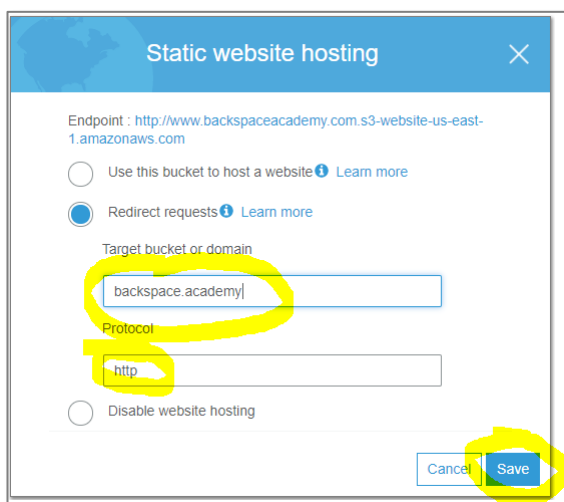 Static website hosting
Endpoint : http://www.backspaceacademy.com.s3-website-us-east-
1.amazonaws.com
Use this bucket to host a website Learn more
Redirect requests Learn more
Target bucket or domain
backspace.academy
Protocol
http
Disable website hosting
Cancel Save